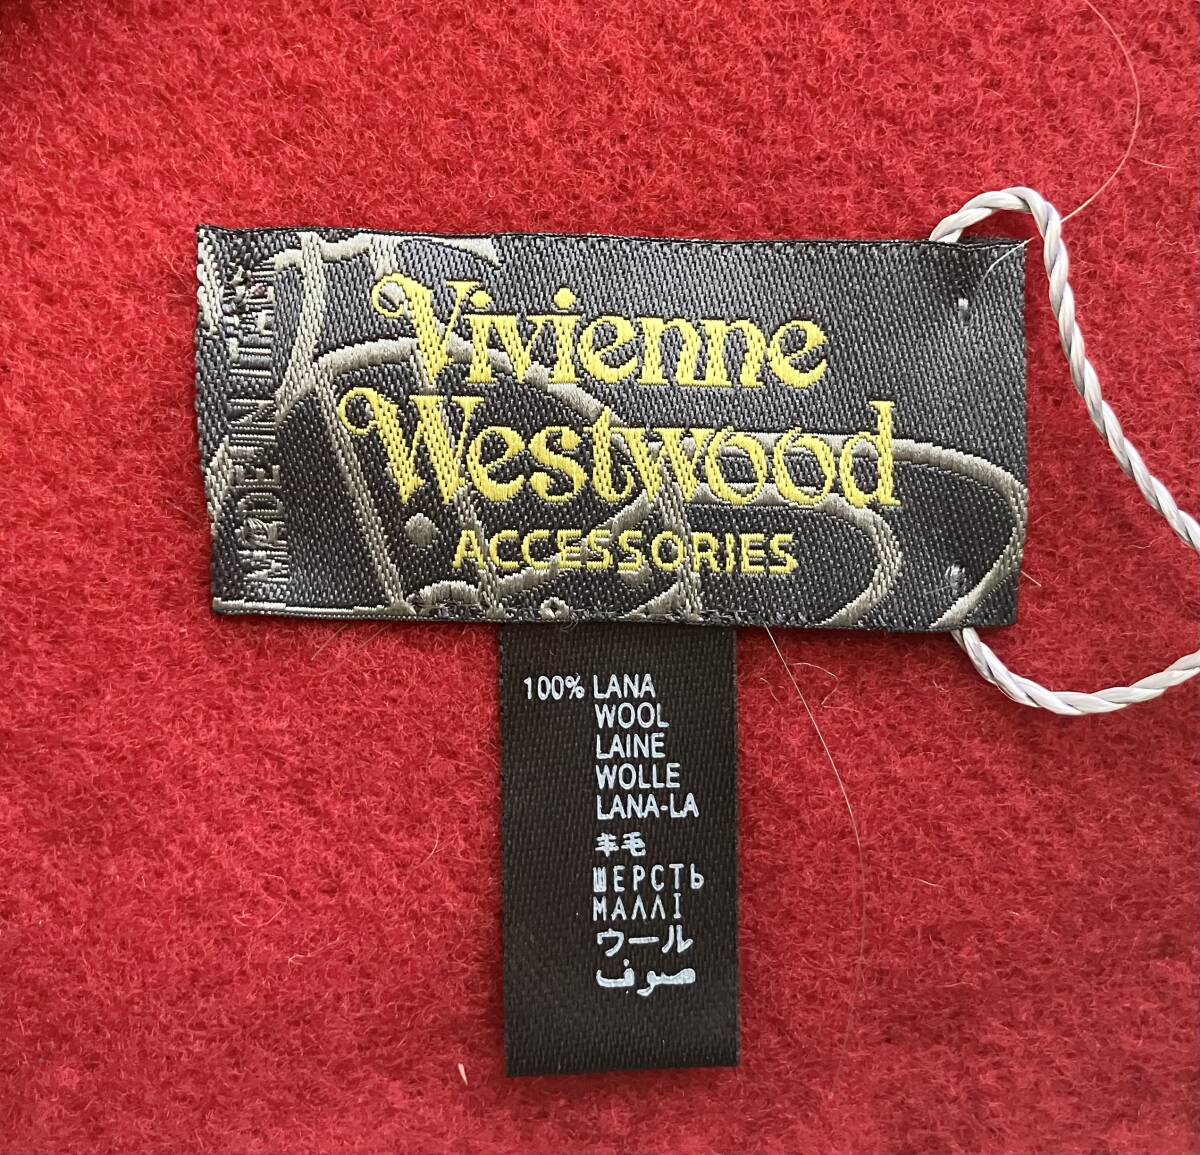 Vivienne
Westwood
ACCESSORIES
MADE IN ITALY
100% LANA
WOOL
LAINE
WOLLE
LANA-LA
羊毛
ШЕРСТЬ
ΜΑΛΛΙ
ウール
صوف